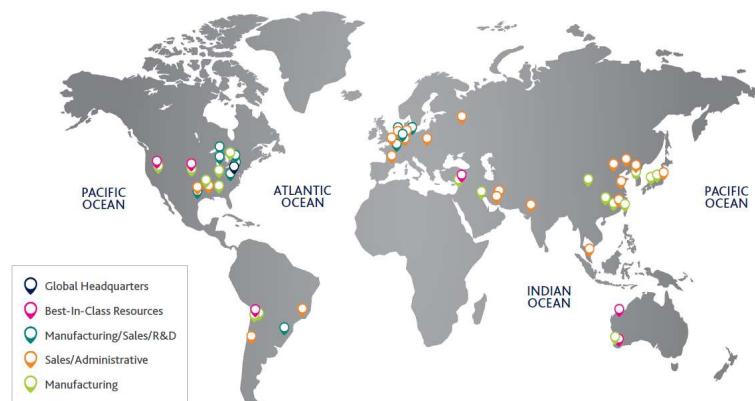 PACIFIC
OCEAN
ATLANTIC
OCEAN
PACIFIC
OCEAN
INDIAN
OCEAN
Global Headquarters
Best-In-Class Resources
Manufacturing/Sales/R&D
Sales/Administrative
Manufacturing